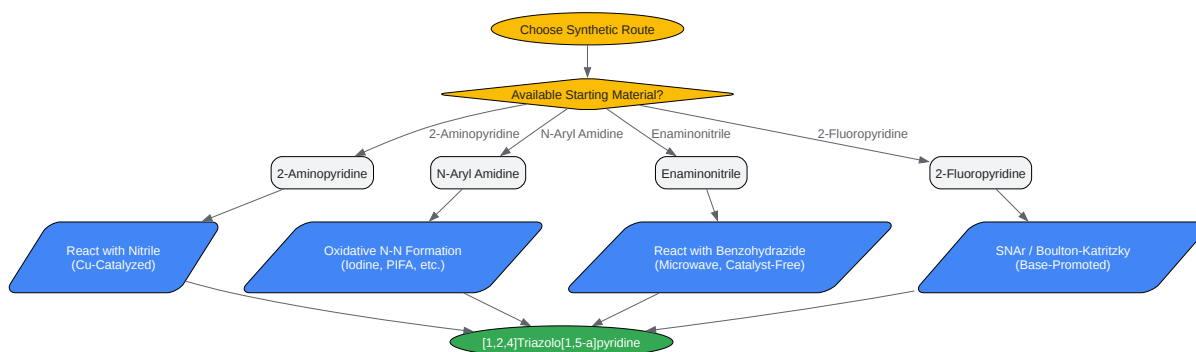 Choose Synthetic Route
Available Starting Material?
2-Aminopyridine
N-Aryl Amidine
Enaminonitrile
2-Fluoropyridine
2-Aminopyridine
N-Aryl Amidine
Enaminonitrile
2-Fluoropyridine
React with Nitrile
(Cu-Catalyzed)
Oxidative N-N Formation
(Iodine, PIFA, etc.)
React with Benzohydrazide
(Microwave, Catalyst-Free)
SNAr / Boulton-Katritzky
(Base-Promoted)
[1,2,4]Triazolo[1,5-a]pyridine